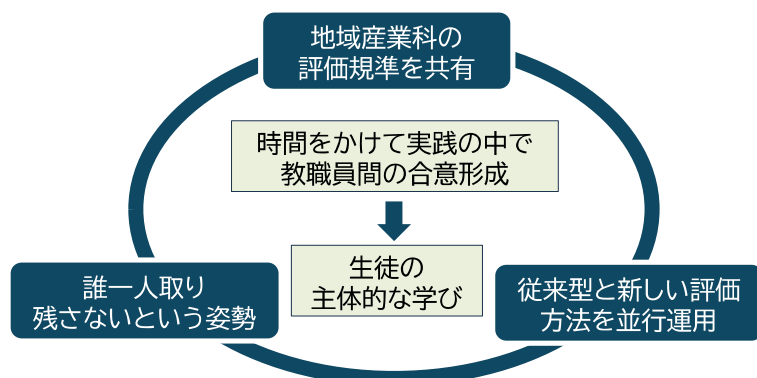 地域産業科の
評価規準を共有
時間をかけて実践の中で
教職員間の合意形成
生徒の
主体的な学び
誰一人取り
残さないという姿勢
従来型と新しい評価
方法を並行運用